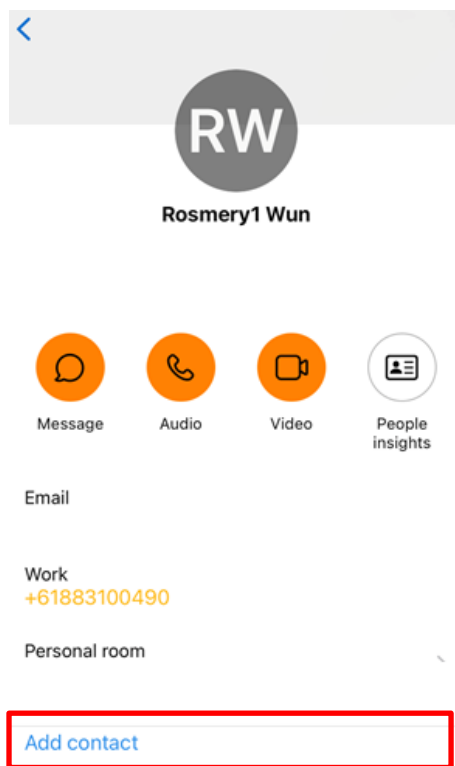 RW
Rosmery1 Wun
Message Audio Video People
insights
Email
Work
+61883100490
Personal room
Add contact